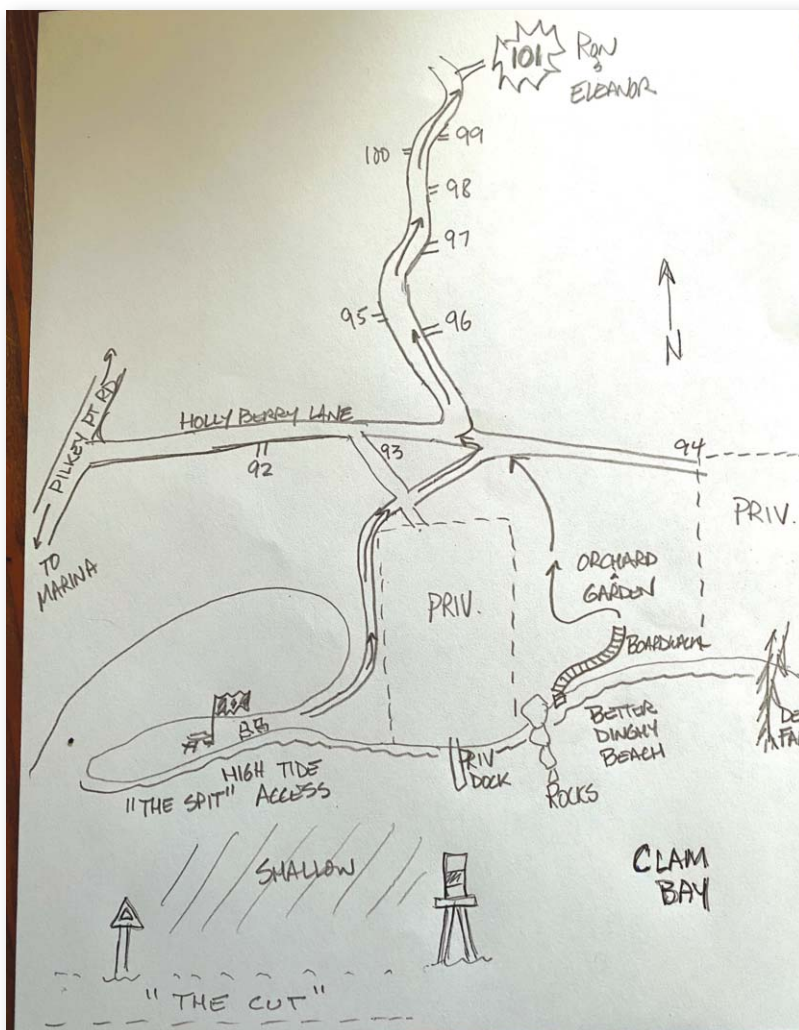 101
RON
&
ELEANOR
99
100
98
97
95
96
N
HOLLY BERRY LANE
PILKEY PT RD
92
93
94
PRIV.
TO
MARINA
ORCHARD
&
GARDEN
PRIV.
BOARDWALK
BETTER
DINGHY
BEACH
PRIV
DOCK
ROCKS
HIGH TIDE
ACCESS
"THE SPIT"
SHALLOW
CLAM
BAY
"THE CUT"